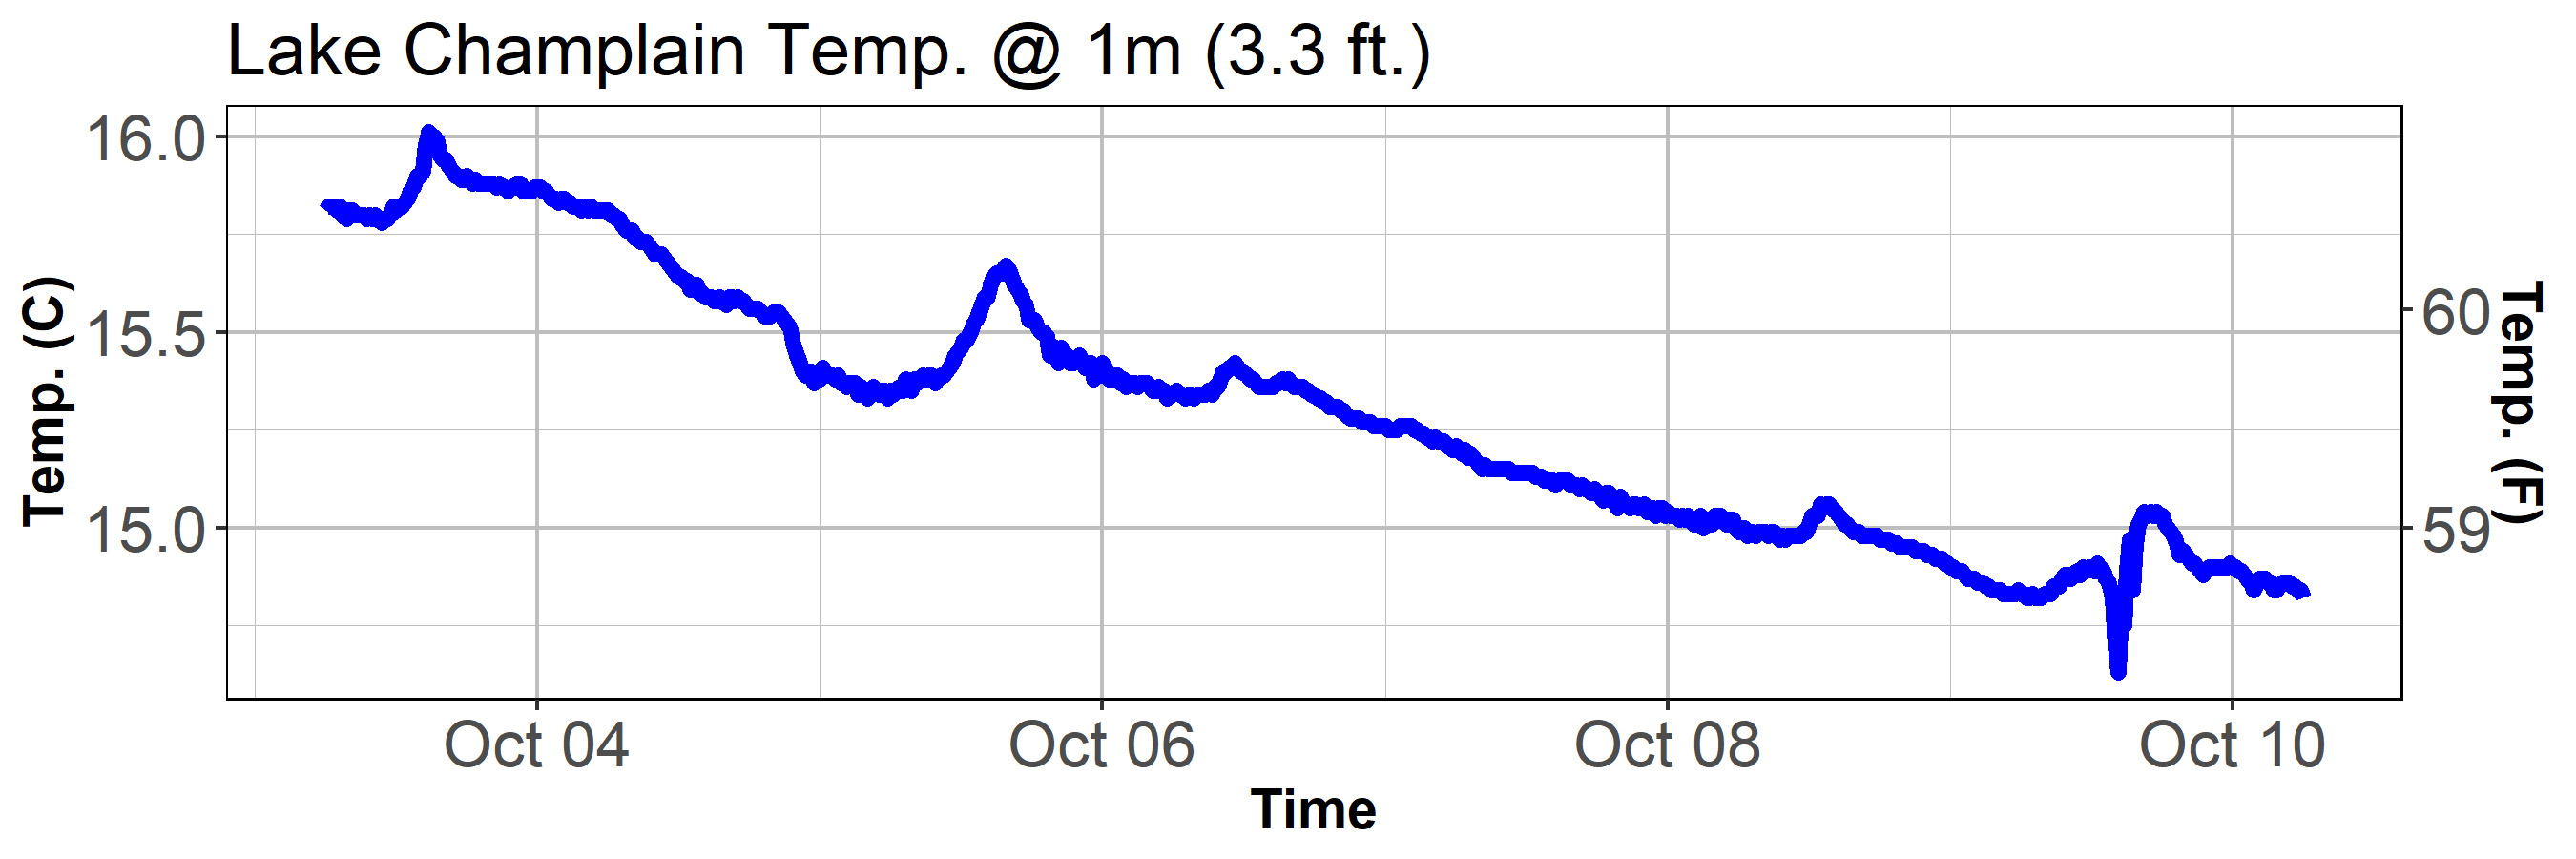 Lake Champlain Temp. @ 1m (3.3 ft.)
Temp. (C)
16.0
15.5
15.0
60
59
Temp. (F)
Oct 04 Oct 06 Oct 08 Oct 10
Time